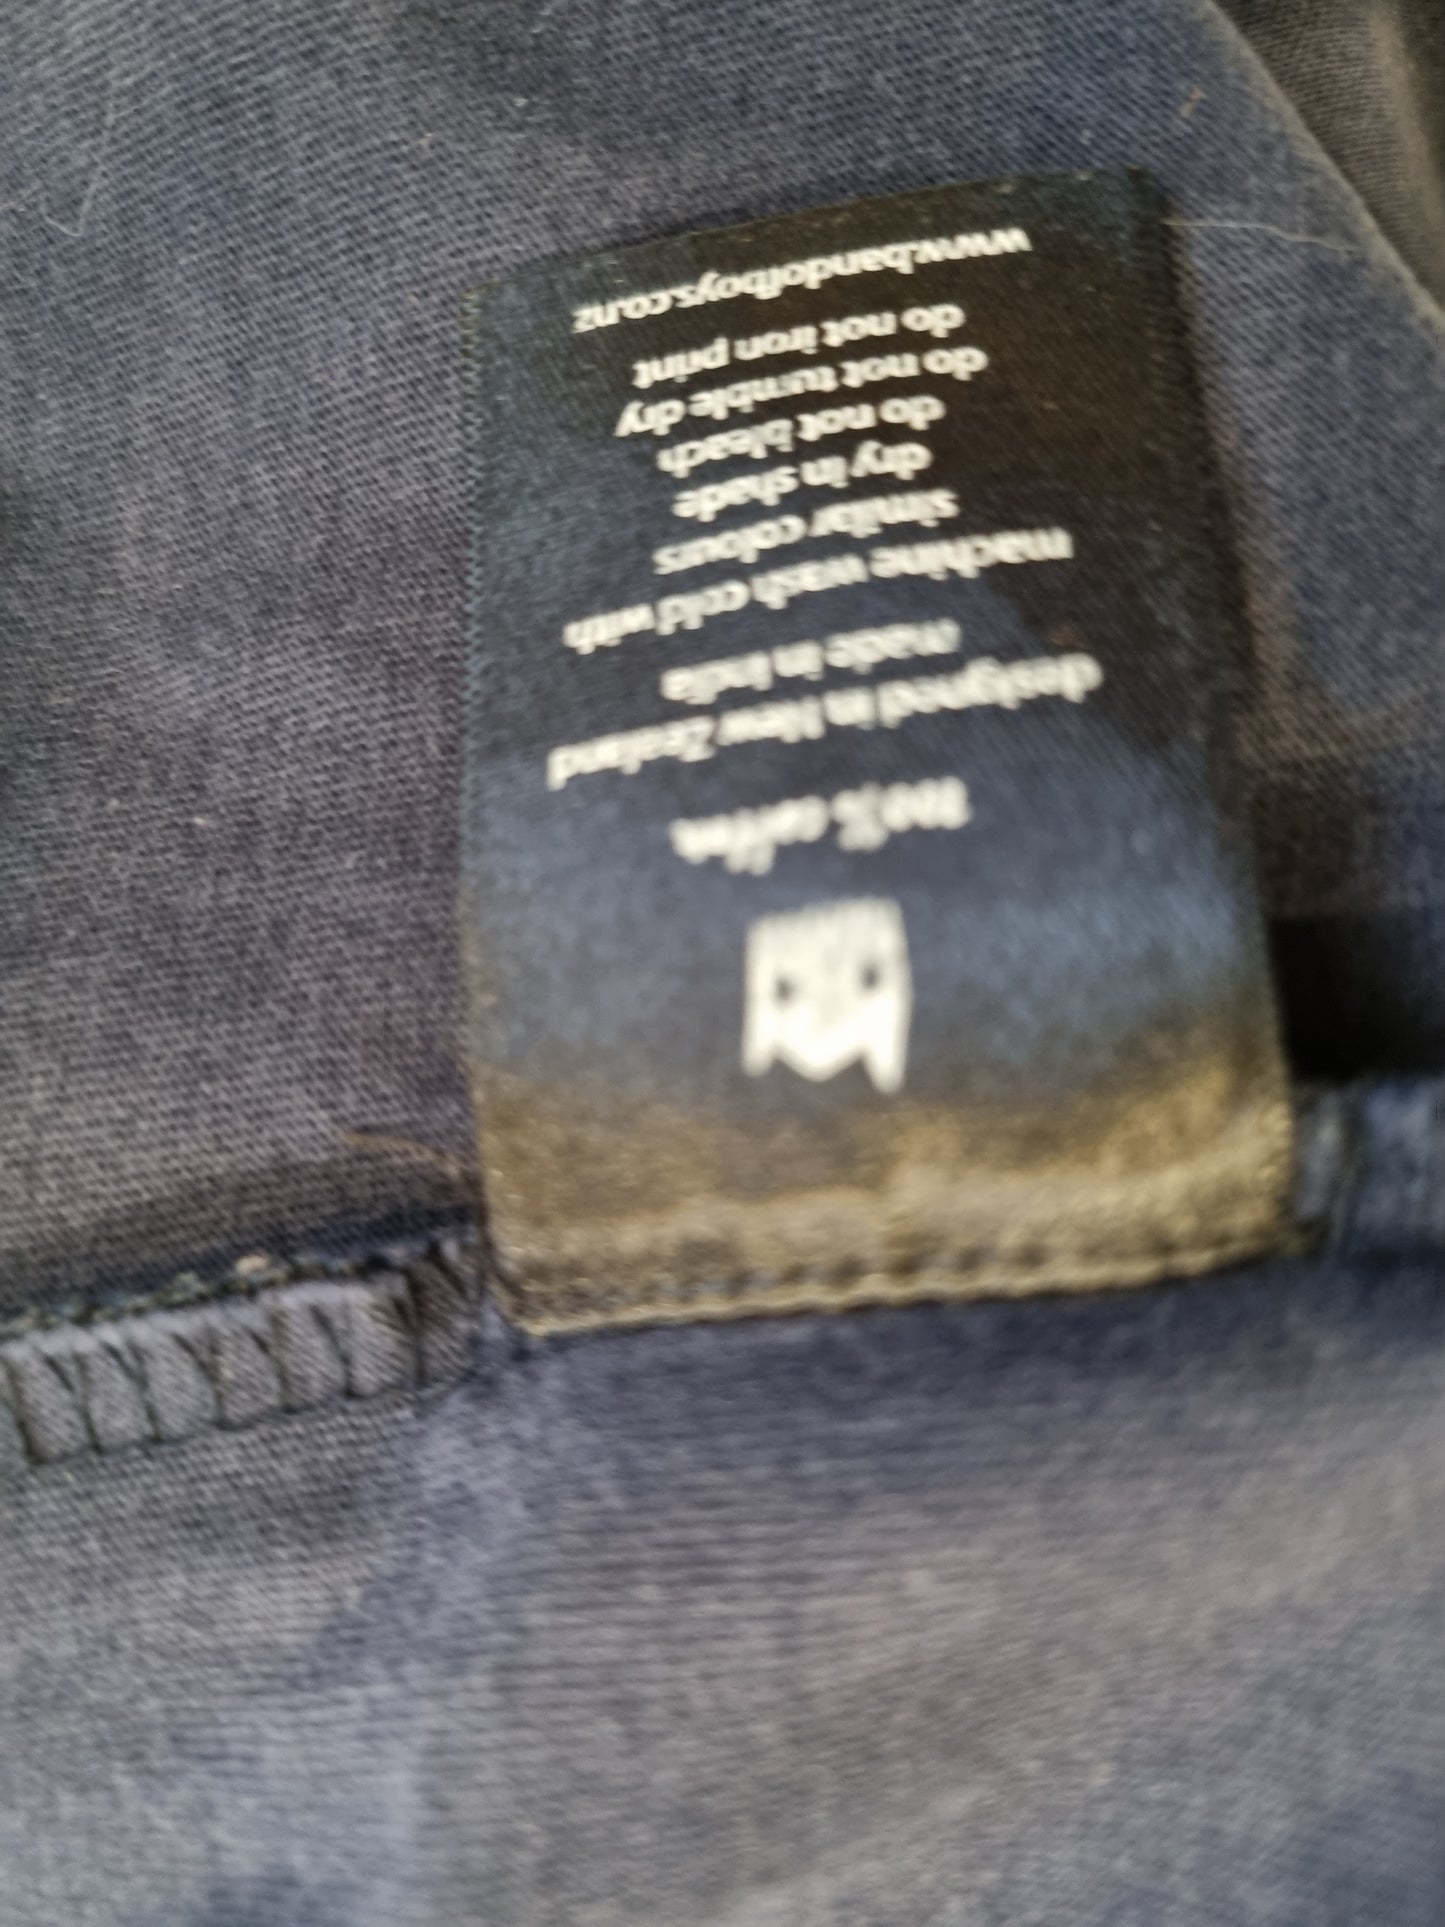 100% cotton
designed in New Zealand
made in India
machine wash cold with
similar colours
dry in shade
do not bleach
do not tumble dry
do not iron print
www.bandofboys.co.nz